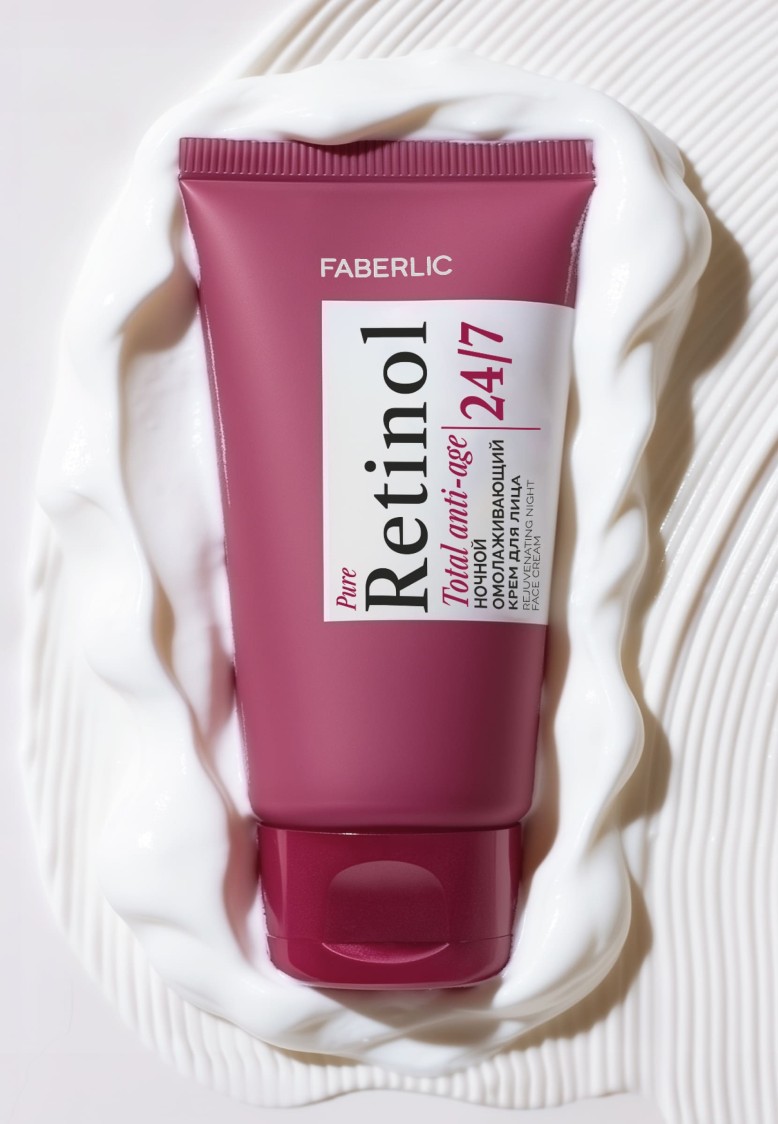 FABERLIC
Pure
Retinol
Total anti-age
24/7
НОЧНОЙ
ОМОЛАЖИВАЮЩИЙ
КРЕМ ДЛЯ ЛИЦА
REJUVENATING NIGHT
FACE CREAM